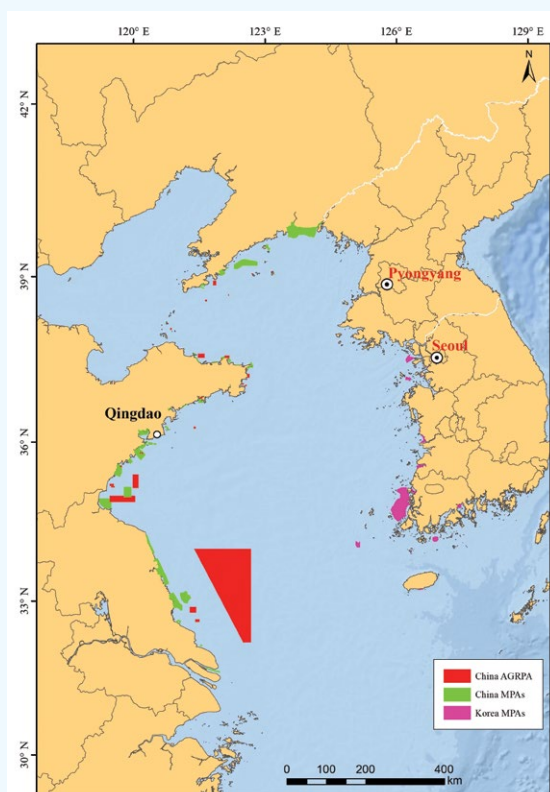 120° E
123° E
126° E
129° E
N
42° N
39° N
36° N
33° N
30° N
Pyongyang
Seoul
Qingdao
China AGRPA
China MPAs
Korea MPAs
0 100 200 400
km